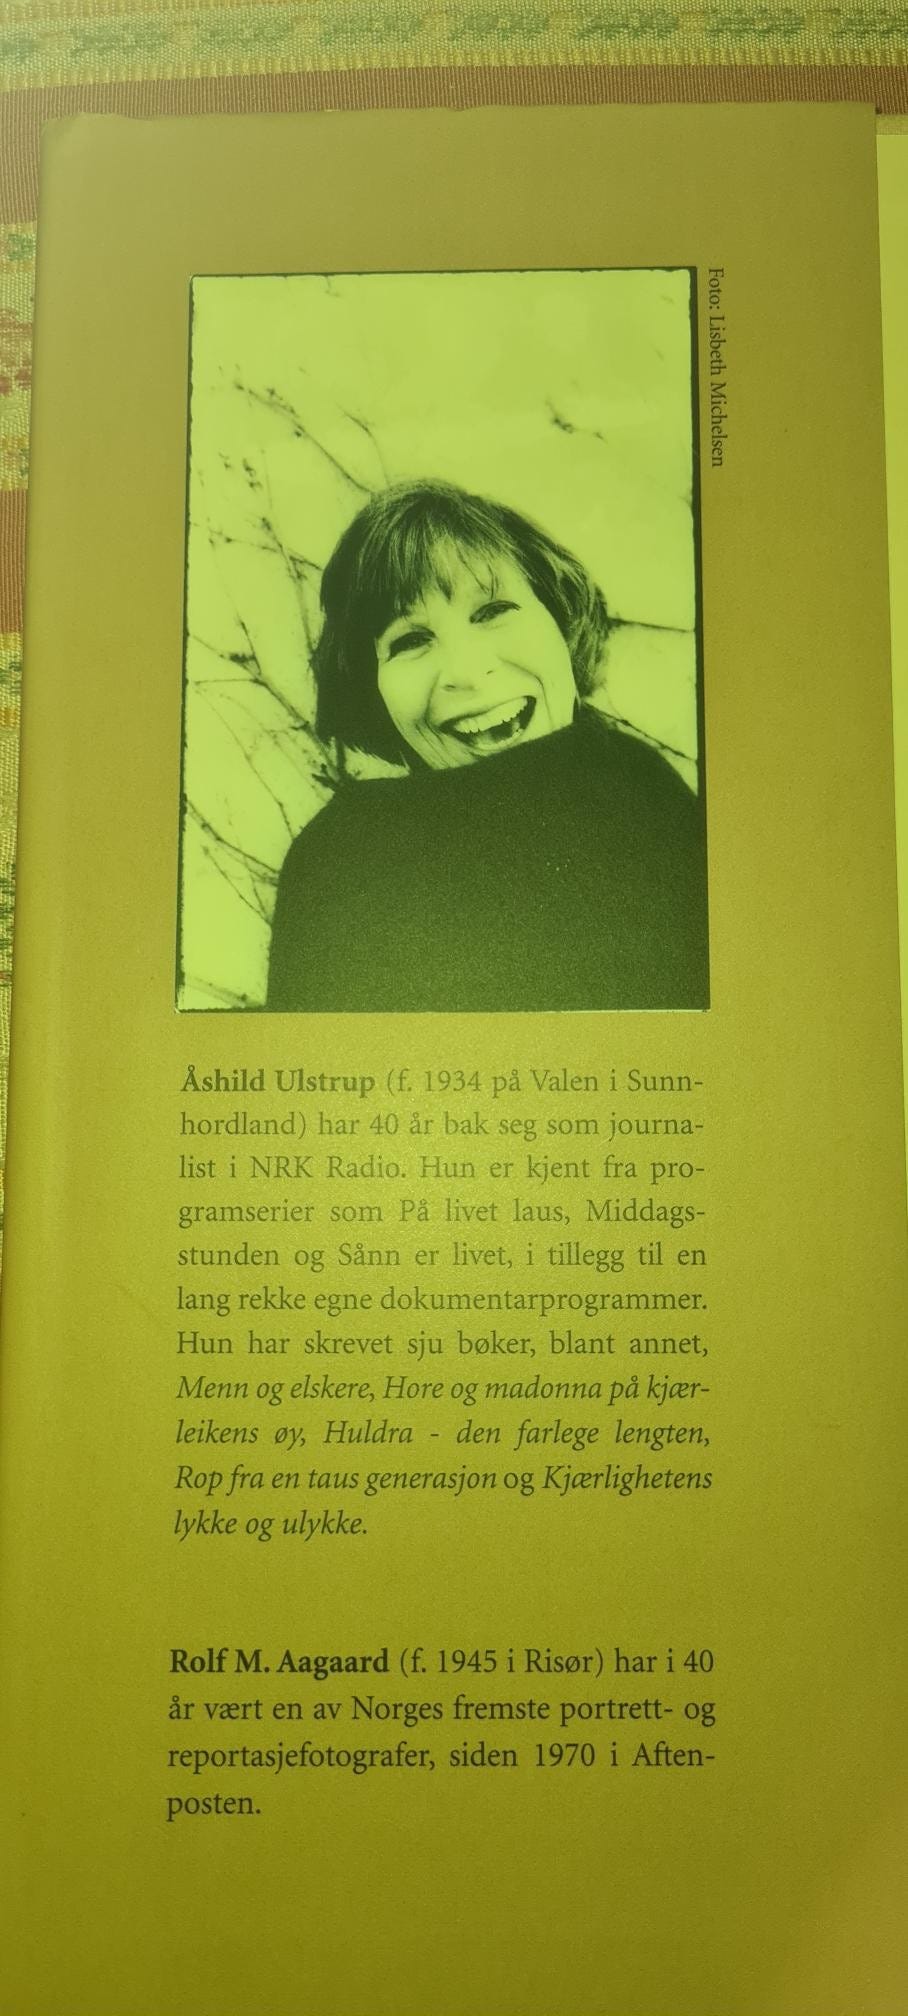 Foto: Lisbeth Michelsen
Åshild Ulstrup (f. 1934 på Valen i Sunn-
hordland) har 40 år bak seg som journa-
list i NRK Radio. Hun er kjent fra pro-
gramserier som På livet laus, Middags-
stunden og Sånn er livet, i tillegg til en
lang rekke egne dokumentarprogrammer.
Hun har skrevet sju bøker, blant annet,
Menn og elskere, Hore og madonna på kjær-
leikens øy, Huldra - den farlege lengten,
Rop fra en taus generasjon og Kjærlighetens
lykke og ulykke.
Rolf M. Aagaard (f. 1945 i Risør) har i 40
år vært en av Norges fremste portrett- og
reportasjefotografer, siden 1970 i Aften-
posten.